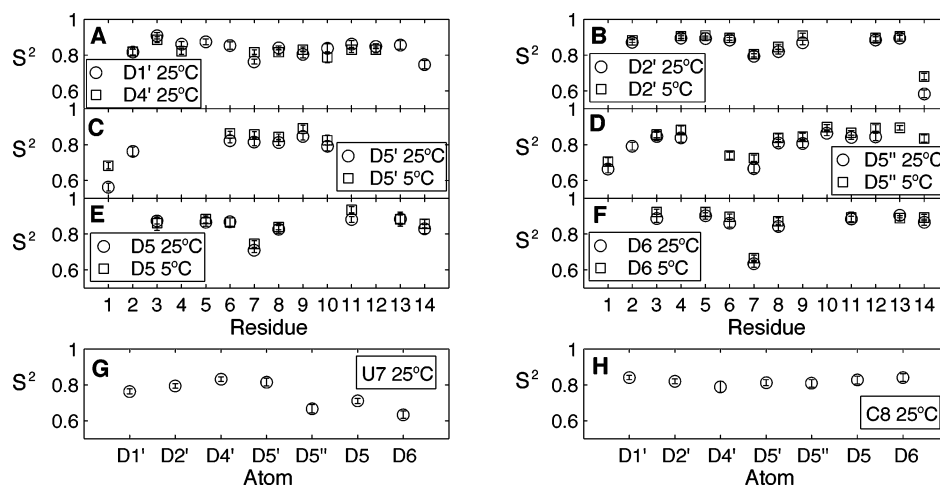 A
S²
1
0.8
0.6
D1' 25°C
D4' 25°C
B
S²
1
0.8
0.6
D2' 25°C
D2' 5°C
C
S²
1
0.8
0.6
D5' 25°C
D5' 5°C
D
S²
1
0.8
0.6
D5'' 25°C
D5'' 5°C
E
S²
1
0.8
0.6
D5 25°C
D5 5°C
1 2 3 4 5 6 7 8 9 10 11 12 13 14
Residue
F
S²
1
0.8
0.6
D6 25°C
D6 5°C
1 2 3 4 5 6 7 8 9 10 11 12 13 14
Residue
G
S²
1
0.8
0.6
U7 25°C
D1' D2' D4' D5' D5'' D5 D6
Atom
H
S²
1
0.8
0.6
C8 25°C
D1' D2' D4' D5' D5'' D5 D6
Atom